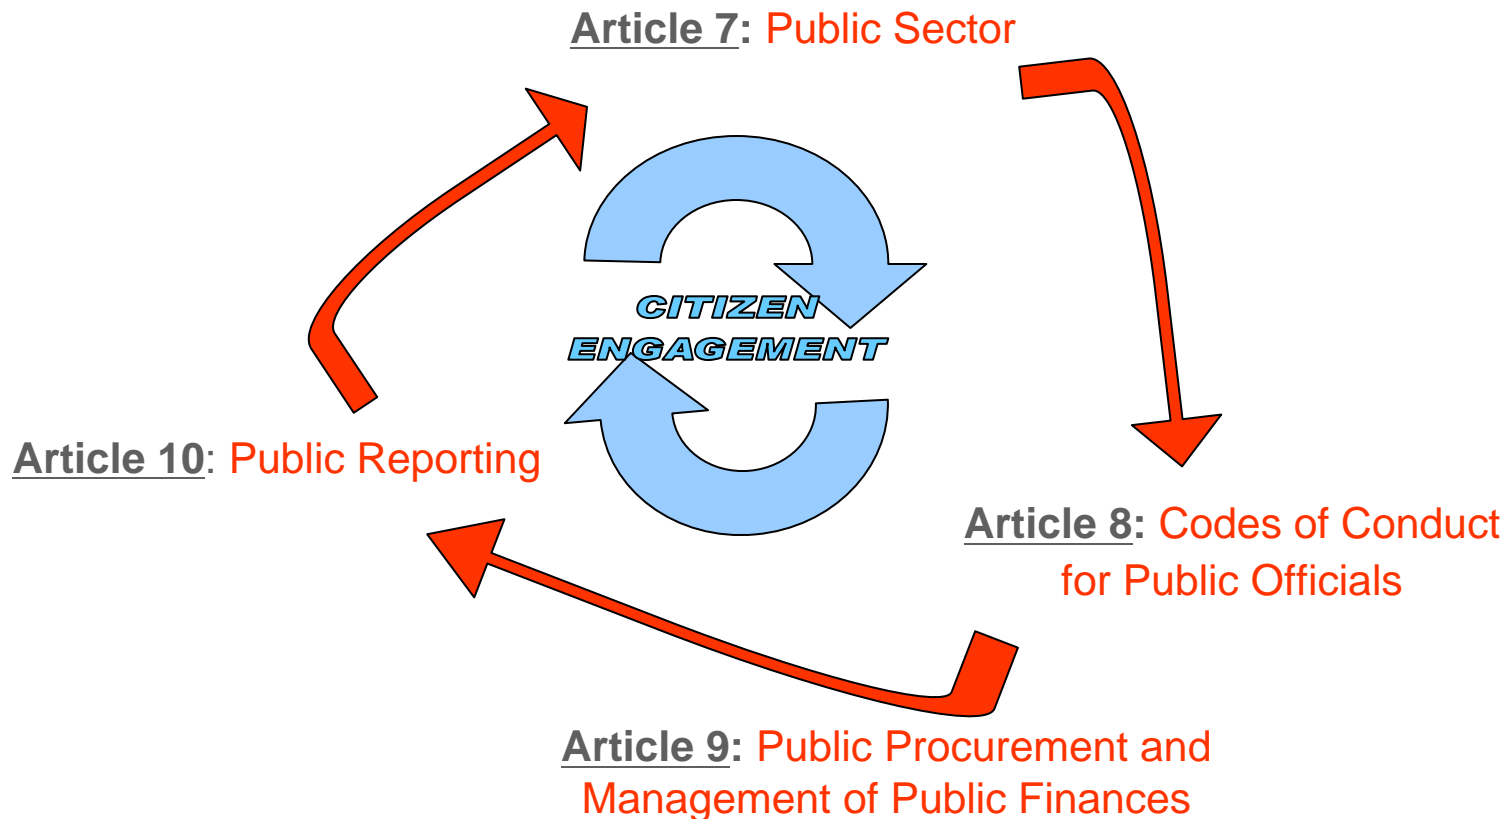 Article 7: Public Sector
CITIZEN
ENGAGEMENT
Article 10: Public Reporting
Article 8: Codes of Conduct
for Public Officials
Article 9: Public Procurement and
Management of Public Finances